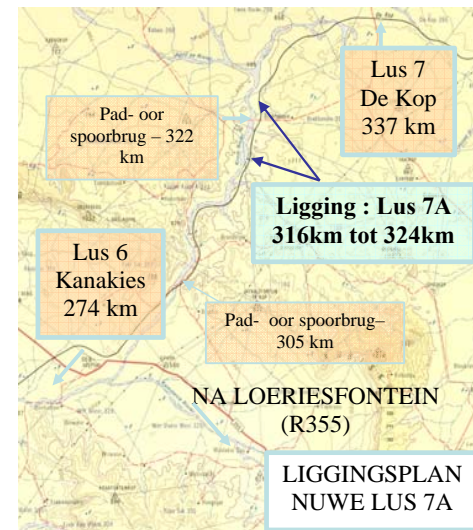 Lus 7
De Kop
337 km
Pad- oor
spoorbrug – 322
km
Ligging : Lus 7A
316km tot 324km
Lus 6
Kanakies
274 km
Pad- oor spoorbrug–
305 km
NA LOERIESFONTEIN
(R355)
LIGGINGSPLAN
NUWE LUS 7A